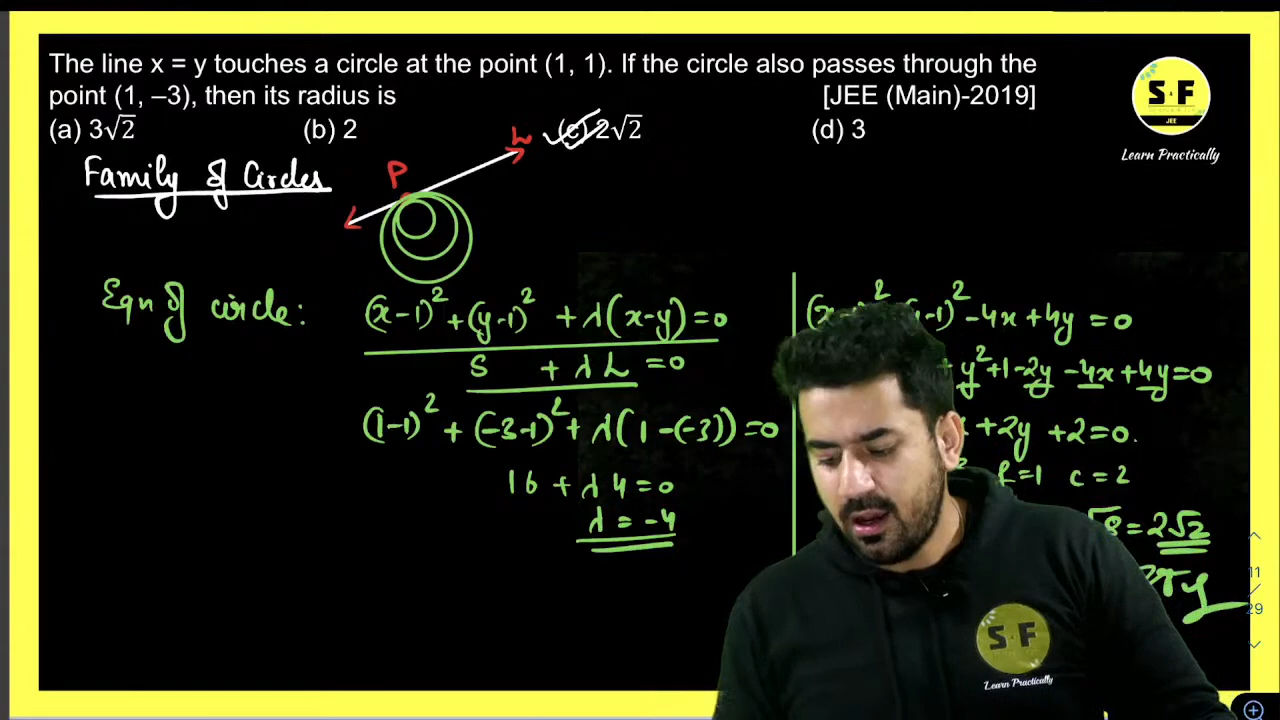 The line x = y touches a circle at the point (1, 1). If the circle also passes through the
point (1, –3), then its radius is [JEE (Main)-2019]
(a) 3√2 (b) 2 (c) 2√2 (d) 3
S F
JEE
Learn Practically
Family of Circles
P L
Eqn of circle: (x-1)² + (y-1)² + λ(x-y) = 0
S + λ L = 0
(1-1)² + (-3-1)² + λ(1-(-3)) = 0
16 + λ4 = 0
λ = -4
-1)² -4x + 4y = 0
+ y² + 1 - 2y - 4x + 4y = 0
+ 2y + 2 = 0.
f=1 c = 2
√8 = 2√2
11
29
S F
Learn Practically